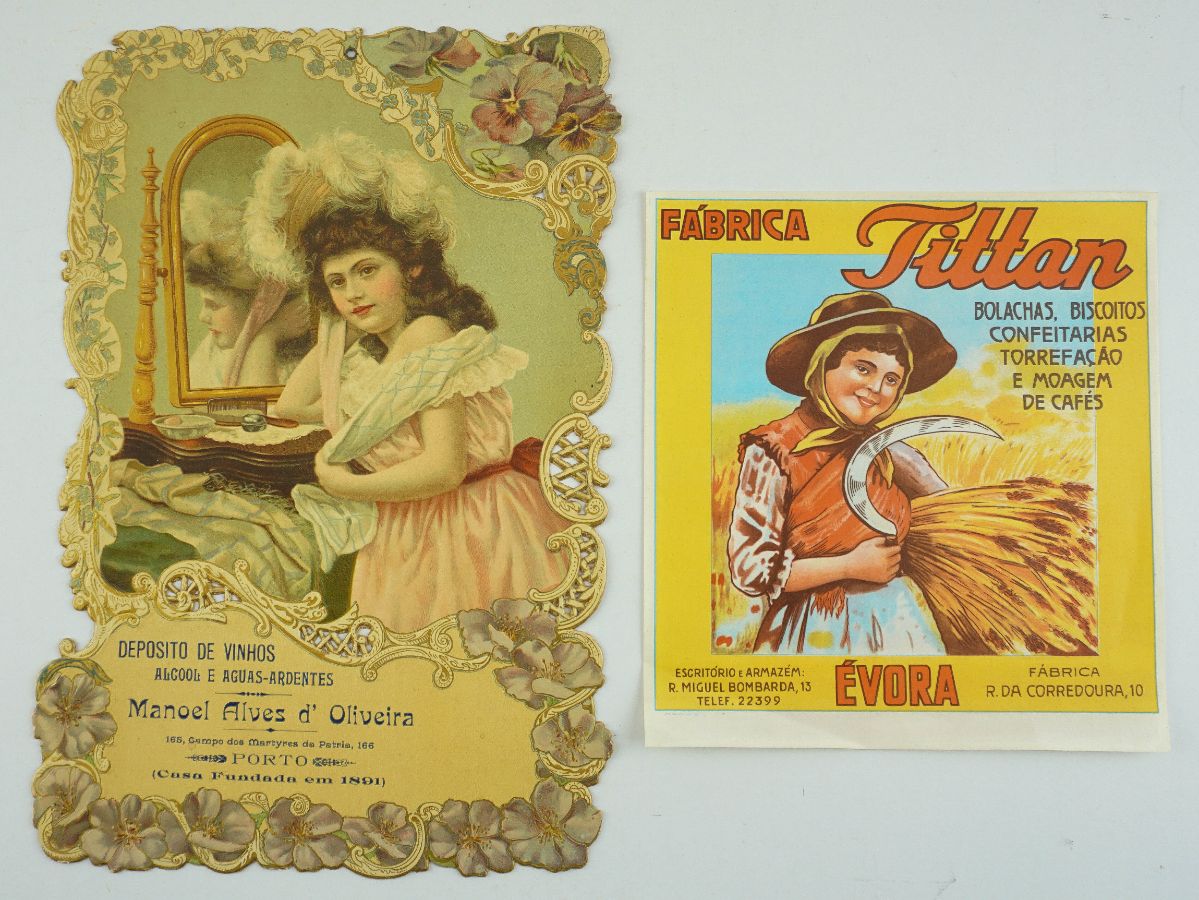 DEPOSITO DE VINHOS
ALCOOL E AGUAS-ARDENTES
Manoel Alves d' Oliveira
165, Campo dos Martyres da Patria, 166
PORTO
(Casa Fundada em 1891)
FÁBRICA
Tittan
BOLACHAS, BISCOITOS
CONFEITARIAS
TORREFAÇÃO
E MOAGEM
DE CAFÉS
ESCRITÓRIO E ARMAZÉM:
R. MIGUEL BOMBARDA, 13
TELEF. 22399
ÉVORA
FÁBRICA
R. DA CORREDOURA, 10